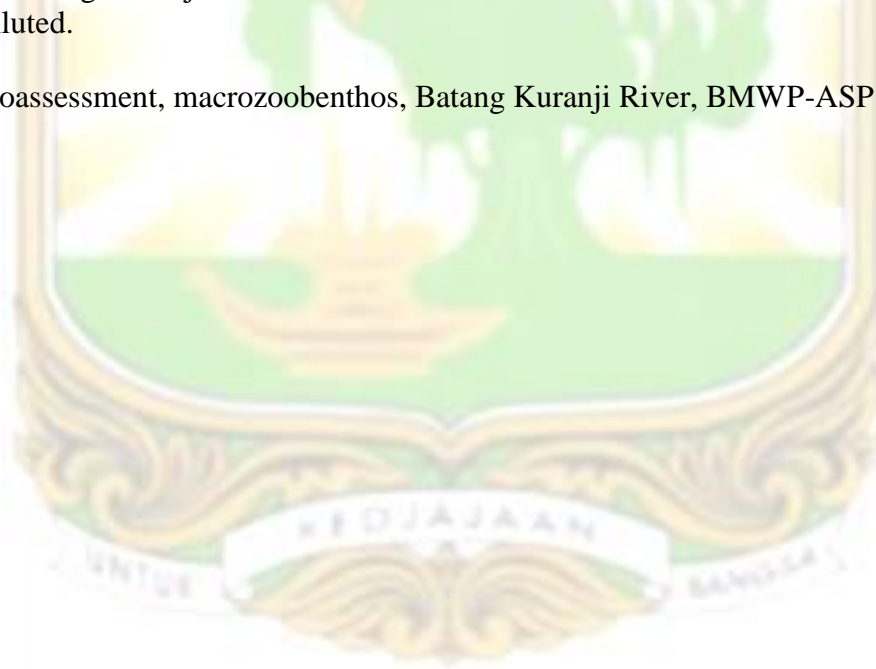 luted.
oassessment, macrozoobenthos, Batang Kuranji River, BMWP-ASP
UNTUK
KEDJAJAAN
BANGSA